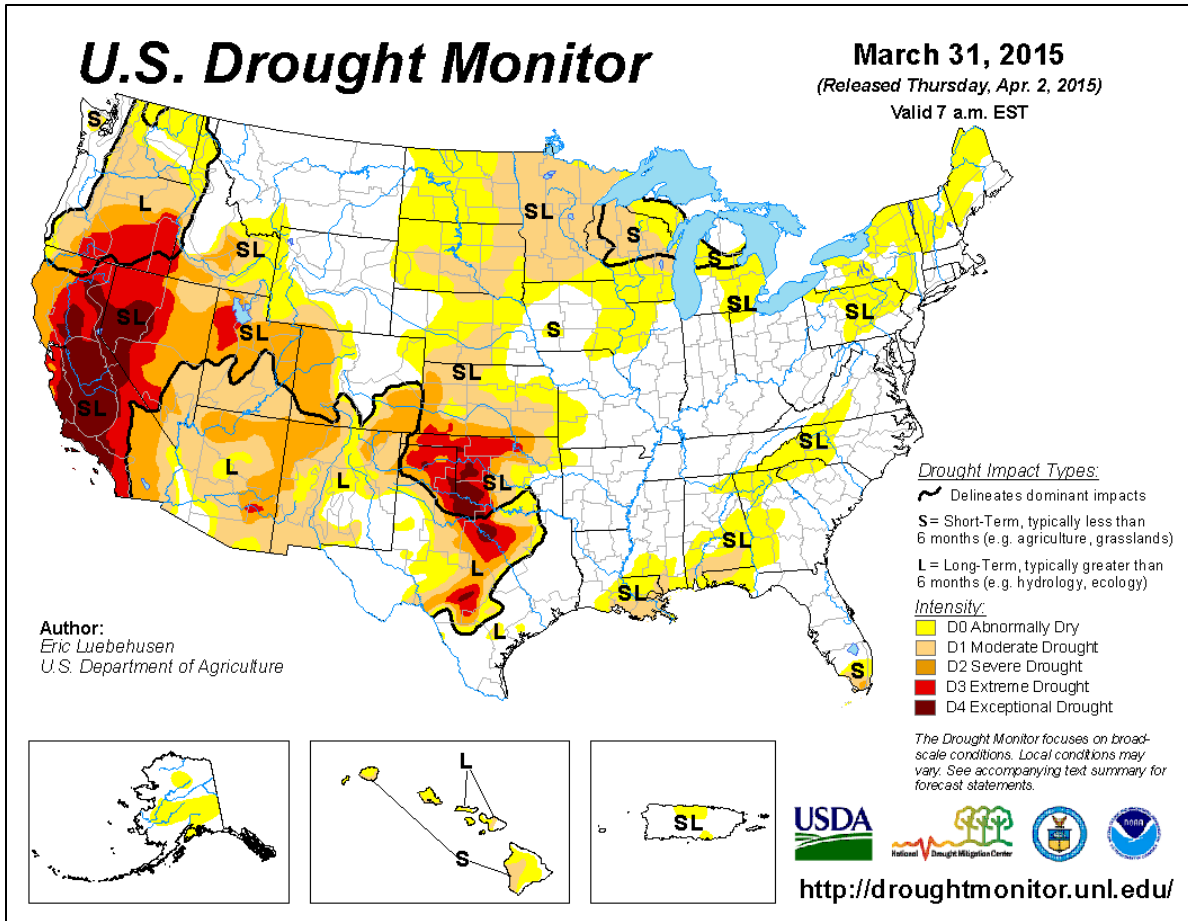 U.S. Drought Monitor
March 31, 2015
(Released Thursday, Apr. 2, 2015)
Valid 7 a.m. EST
S
L
SL
SL
S
S
SL
SL
SL
S
SL
SL
SL
SL
L
L
SL
SL
L
SL
SL
L
S
Drought Impact Types:
Delineates dominant impacts
S = Short-Term, typically less than
6 months (e.g. agriculture, grasslands)
L = Long-Term, typically greater than
6 months (e.g. hydrology, ecology)
Intensity:
D0 Abnormally Dry
D1 Moderate Drought
D2 Severe Drought
D3 Extreme Drought
D4 Exceptional Drought
Author:
Eric Luebehusen
U.S. Department of Agriculture
The Drought Monitor focuses on broad-
scale conditions. Local conditions may
vary. See accompanying text summary for
forecast statements.
L
S
SL
USDA
National Drought Mitigation Center
noaa
http://droughtmonitor.unl.edu/